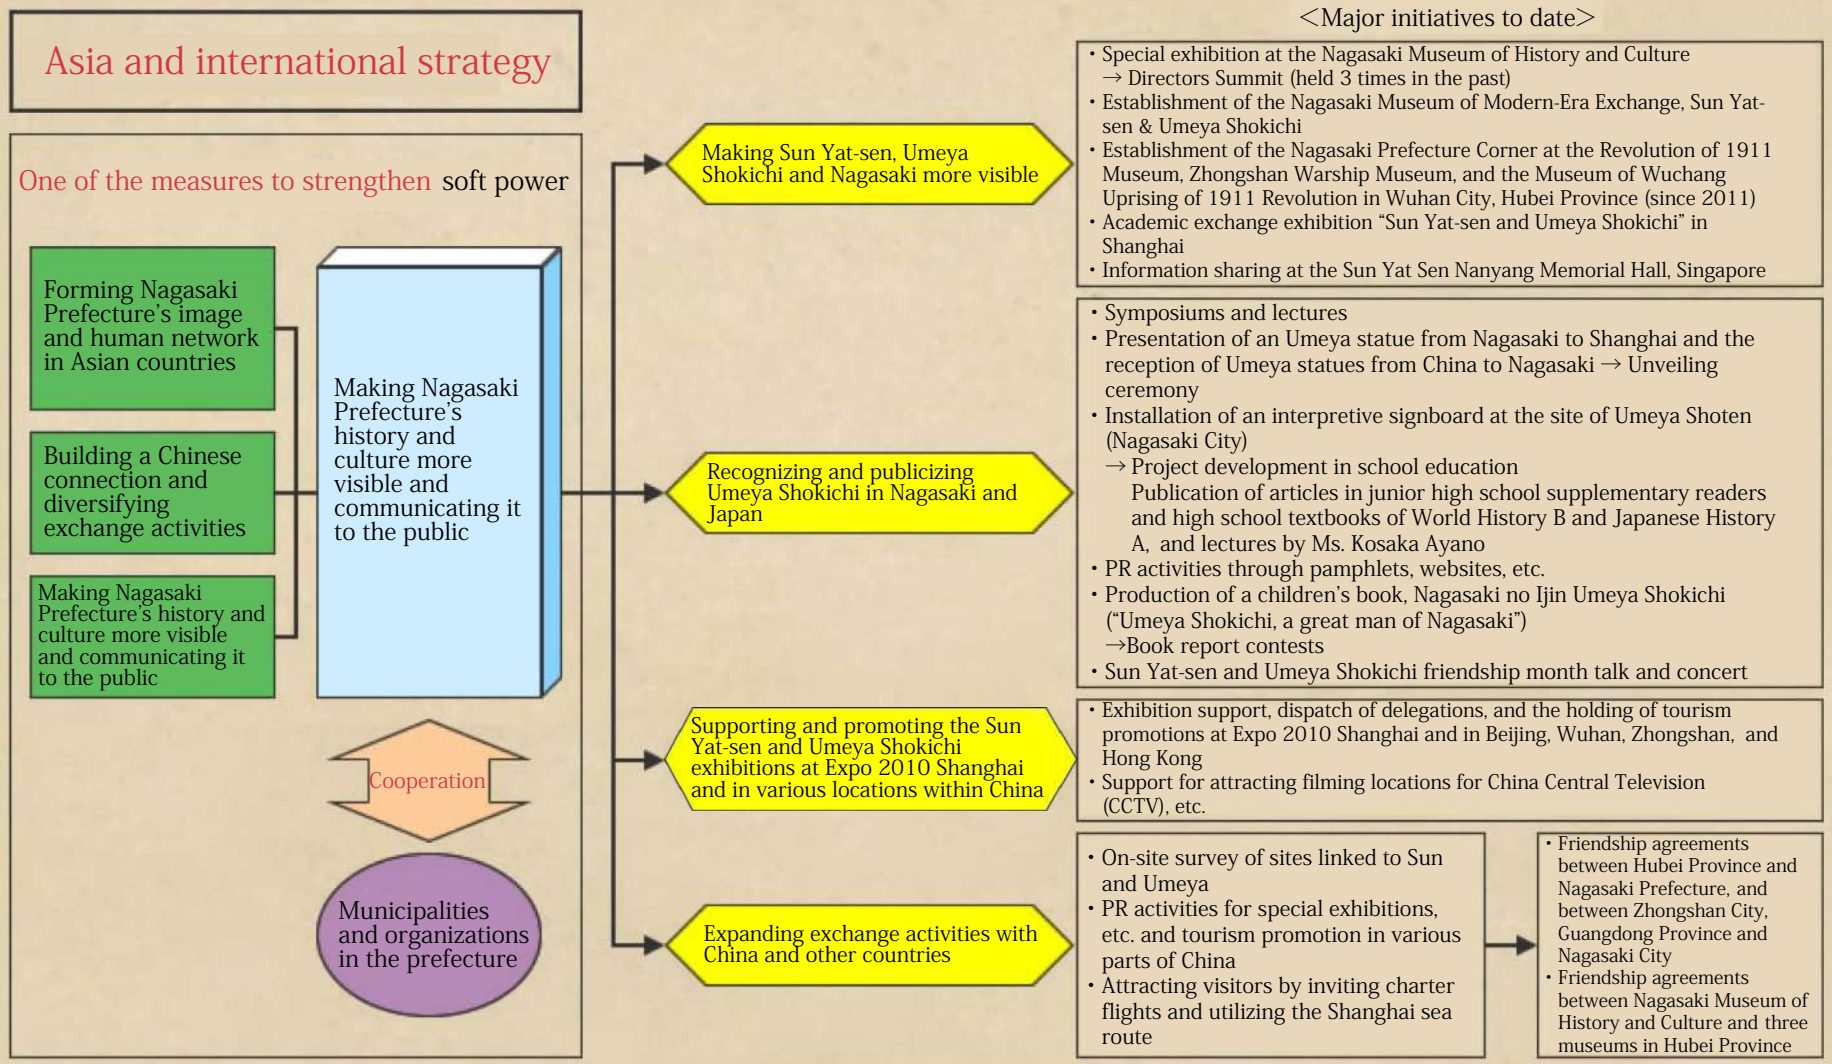 Asia and international strategy
One of the measures to strengthen soft power
Forming Nagasaki
Prefecture's image
and human network
in Asian countries
Building a Chinese
connection and
diversifying
exchange activities
Making Nagasaki
Prefecture's history and
culture more visible
and communicating it
to the public
Making Nagasaki
Prefecture's
history and
culture more
visible and
communicating it
to the public
Cooperation
Municipalities
and organizations
in the prefecture
<Major initiatives to date>
Making Sun Yat-sen, Umeya
Shokichi and Nagasaki more visible
・Special exhibition at the Nagasaki Museum of History and Culture
→ Directors Summit (held 3 times in the past)
・Establishment of the Nagasaki Museum of Modern-Era Exchange, Sun Yat-
sen & Umeya Shokichi
・Establishment of the Nagasaki Prefecture Corner at the Revolution of 1911
Museum, Zhongshan Warship Museum, and the Museum of Wuchang
Uprising of 1911 Revolution in Wuhan City, Hubei Province (since 2011)
・Academic exchange exhibition “Sun Yat-sen and Umeya Shokichi” in
Shanghai
・Information sharing at the Sun Yat Sen Nanyang Memorial Hall, Singapore
Recognizing and publicizing
Umeya Shokichi in Nagasaki and
Japan
・Symposiums and lectures
・Presentation of an Umeya statue from Nagasaki to Shanghai and the
reception of Umeya statues from China to Nagasaki → Unveiling
ceremony
・Installation of an interpretive signboard at the site of Umeya Shoten
(Nagasaki City)
→ Project development in school education
Publication of articles in junior high school supplementary readers
and high school textbooks of World History B and Japanese History
A, and lectures by Ms. Kosaka Ayano
・PR activities through pamphlets, websites, etc.
・Production of a children's book, Nagasaki no Ijin Umeya Shokichi
(“Umeya Shokichi, a great man of Nagasaki”)
→Book report contests
・Sun Yat-sen and Umeya Shokichi friendship month talk and concert
Supporting and promoting the Sun
Yat-sen and Umeya Shokichi
exhibitions at Expo 2010 Shanghai
and in various locations within China
・Exhibition support, dispatch of delegations, and the holding of tourism
promotions at Expo 2010 Shanghai and in Beijing, Wuhan, Zhongshan, and
Hong Kong
・Support for attracting filming locations for China Central Television
(CCTV), etc.
Expanding exchange activities with
China and other countries
・On-site survey of sites linked to Sun
and Umeya
・PR activities for special exhibitions,
etc. and tourism promotion in various
parts of China
・Attracting visitors by inviting charter
flights and utilizing the Shanghai sea
route
・Friendship agreements
between Hubei Province and
Nagasaki Prefecture, and
between Zhongshan City,
Guangdong Province and
Nagasaki City
・Friendship agreements
between Nagasaki Museum of
History and Culture and three
museums in Hubei Province